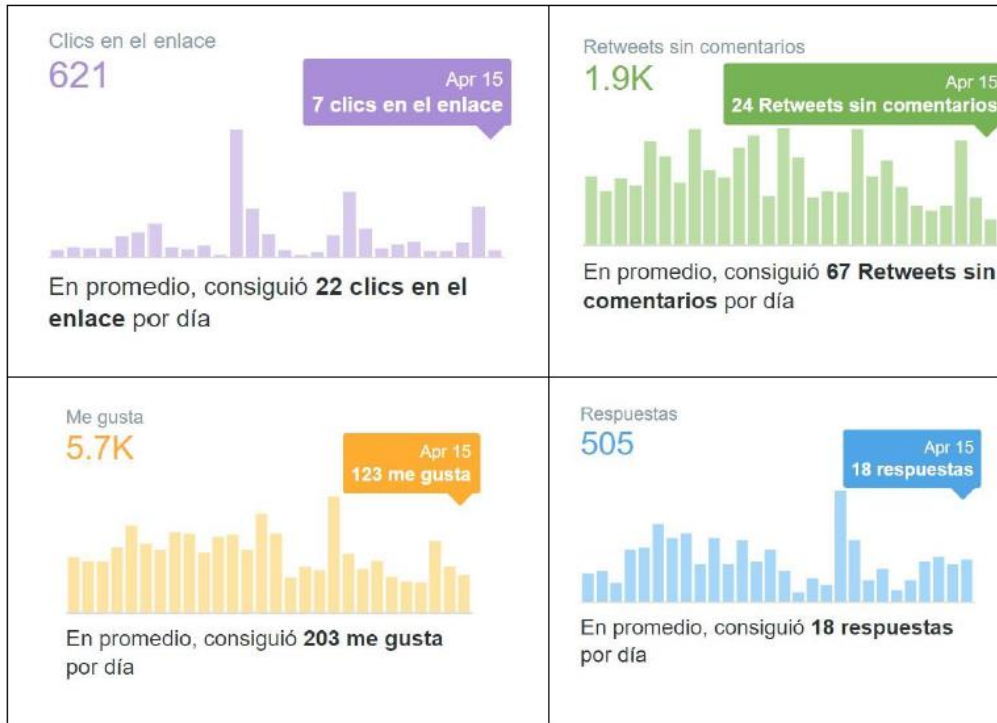 Clics en el enlace
621
Apr 15
7 clics en el enlace
En promedio, consiguió 22 clics en el
enlace por día
Retweets sin comentarios
1.9K
Apr 15
24 Retweets sin comentarios
En promedio, consiguió 67 Retweets sin
comentarios por día
Me gusta
5.7K
Apr 15
123 me gusta
En promedio, consiguió 203 me gusta
por día
Respuestas
505
Apr 15
18 respuestas
En promedio, consiguió 18 respuestas
por día